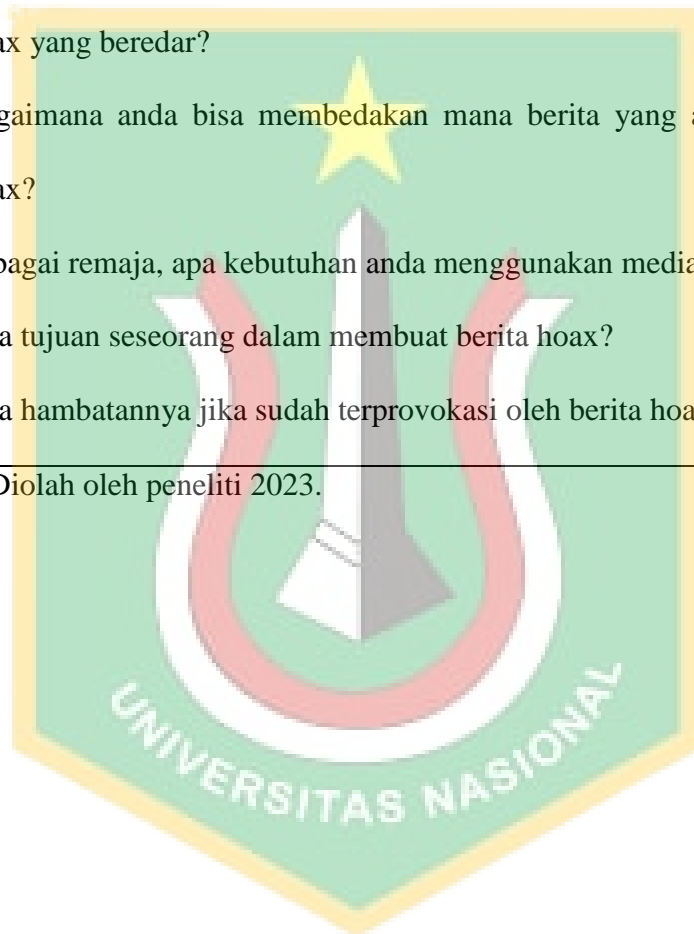 ax yang beredar?
gaimana anda bisa membedakan mana berita yang a
ax?
bagai remaja, apa kebutuhan anda menggunakan media
a tujuan seseorang dalam membuat berita hoax?
a hambatannya jika sudah terprovokasi oleh berita hoa
Diolah oleh peneliti 2023.
UNIVERSITAS NASIONAL